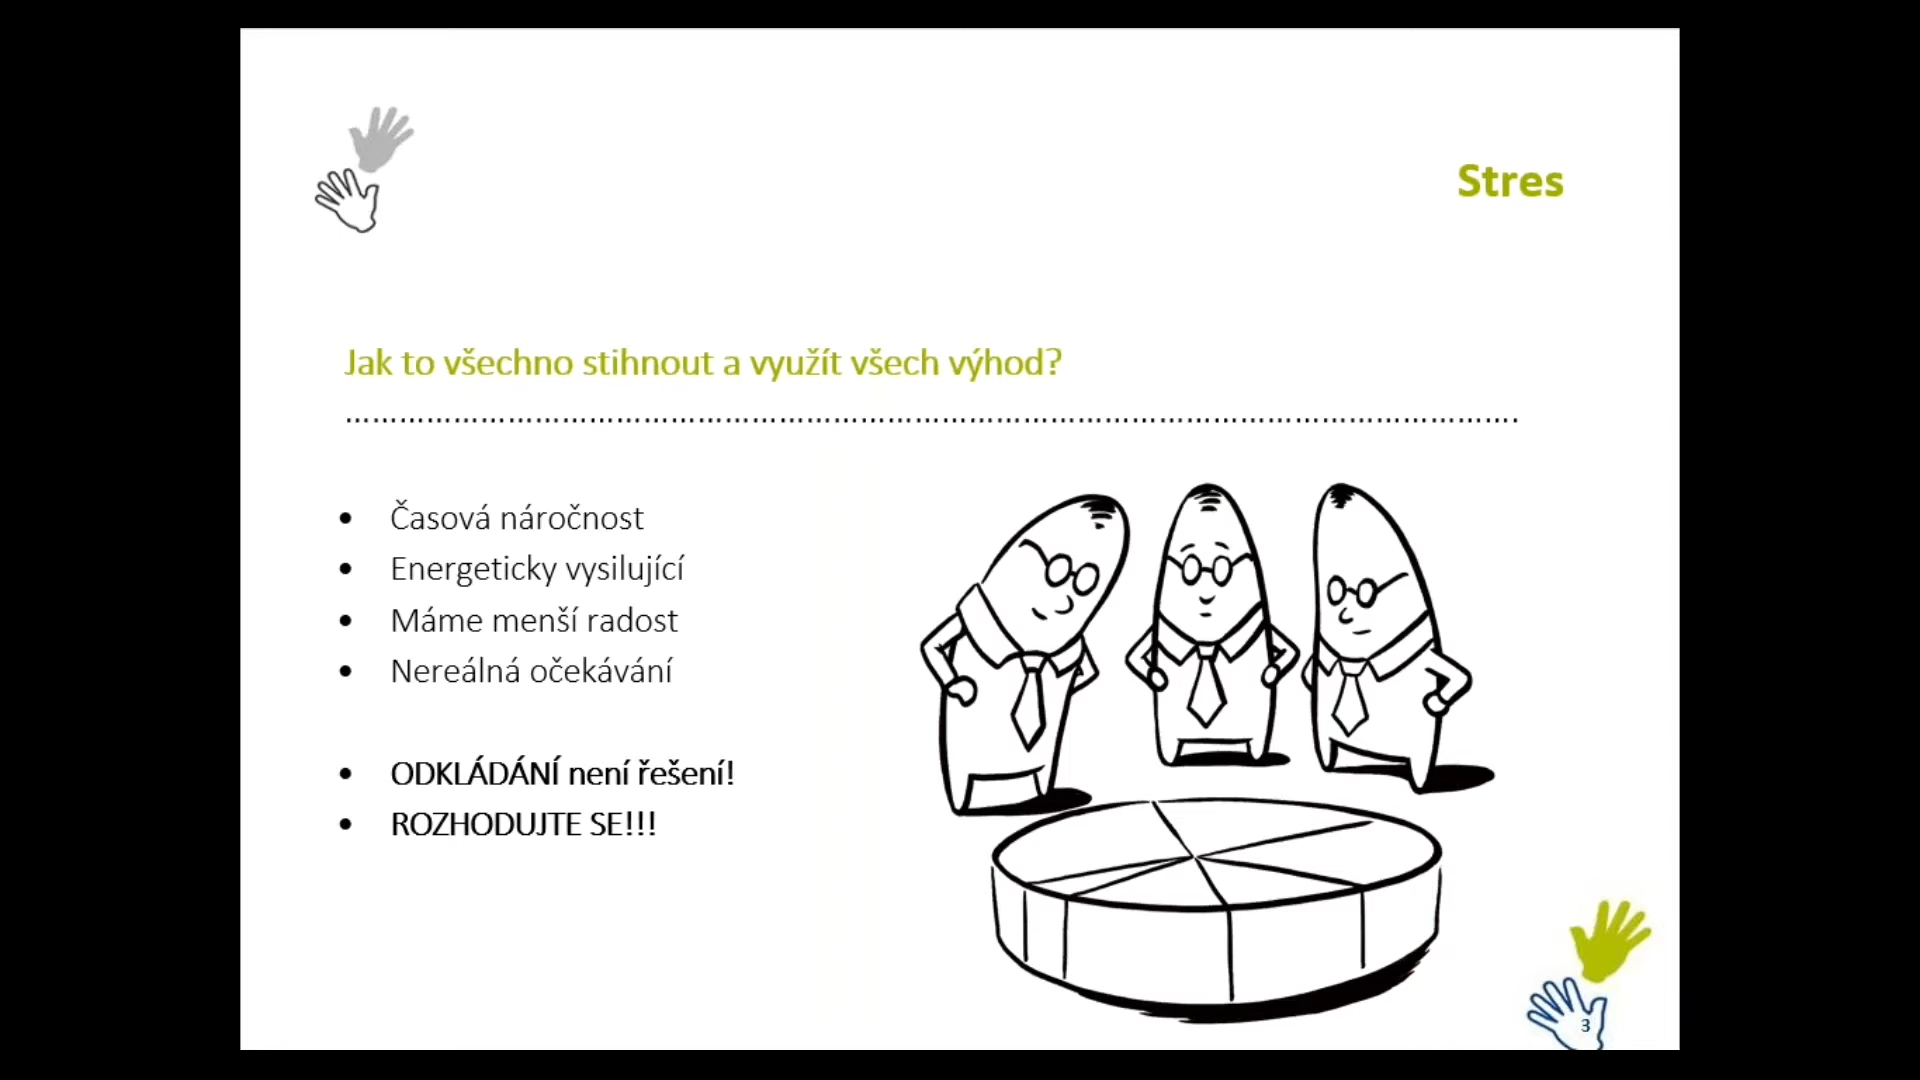 Stres
Jak to všechno stihnout a využít všech výhod?
……………………………………………………………………………………………………………………….
• Časová náročnost
• Energeticky vysilující
• Máme menší radost
• Nereálná očekávání
• ODKLÁDÁNÍ není řešení!
• ROZHODUJTE SE!!!
3